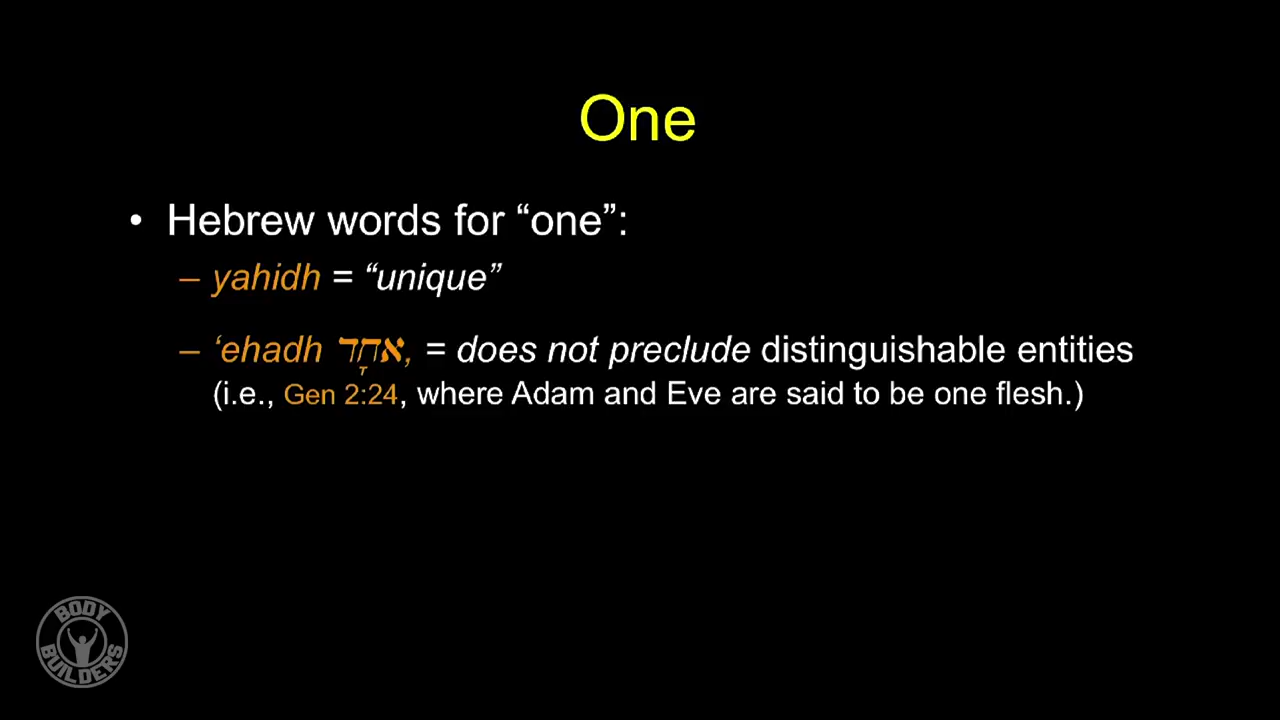 One
• Hebrew words for “one”:
– yahidh = “unique”
– ‘ehadh אחָד, = does not preclude distinguishable entities
(i.e., Gen 2:24, where Adam and Eve are said to be one flesh.)
BODY
BUILDERS